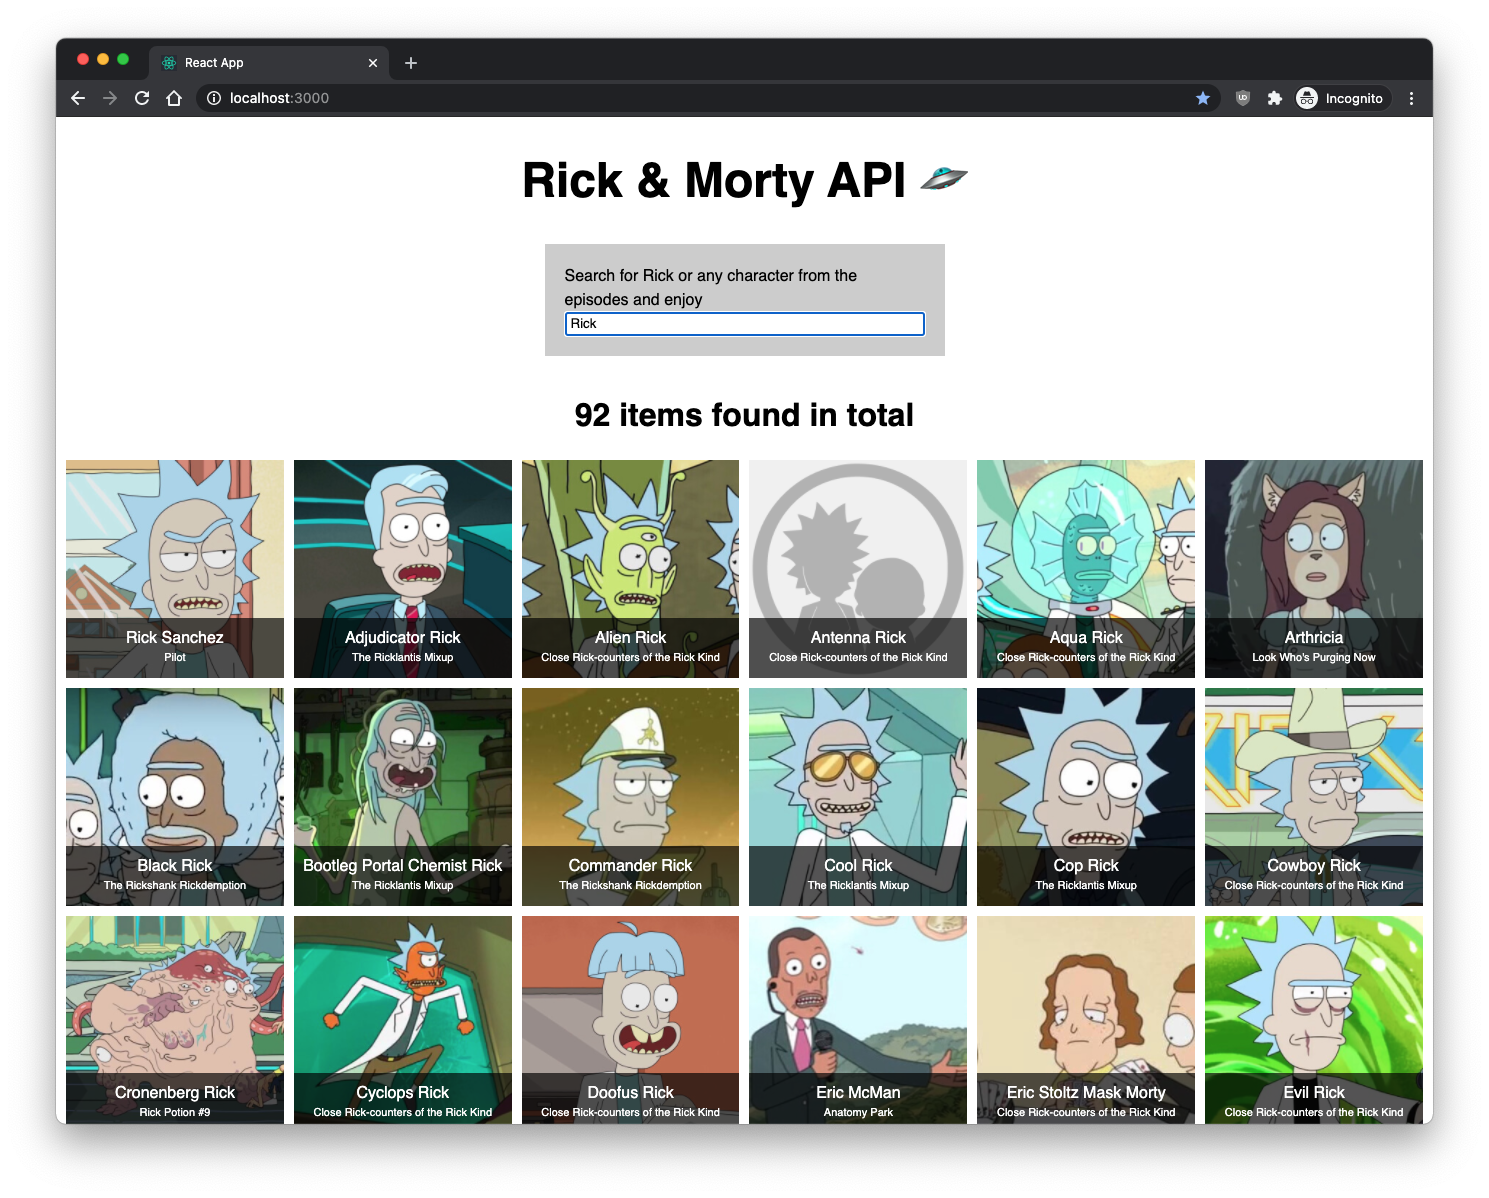 React App
localhost:3000
Incognito
Rick & Morty API
Search for Rick or any character from the
episodes and enjoy
Rick
92 items found in total
Rick Sanchez
Pilot
Adjudicator Rick
The Ricklantis Mixup
Alien Rick
Close Rick-counters of the Rick Kind
Antenna Rick
Close Rick-counters of the Rick Kind
Aqua Rick
Close Rick-counters of the Rick Kind
Arthricia
Look Who's Purging Now
Black Rick
The Rickshank Rickdemption
Bootleg Portal Chemist Rick
The Ricklantis Mixup
Commander Rick
The Rickshank Rickdemption
Cool Rick
The Ricklantis Mixup
Cop Rick
The Ricklantis Mixup
Cowboy Rick
Close Rick-counters of the Rick Kind
Cronenberg Rick
Rick Potion #9
Cyclops Rick
Close Rick-counters of the Rick Kind
Doofus Rick
Close Rick-counters of the Rick Kind
Eric McMan
Anatomy Park
Eric Stoltz Mask Morty
Close Rick-counters of the Rick Kind
Evil Rick
Close Rick-counters of the Rick Kind